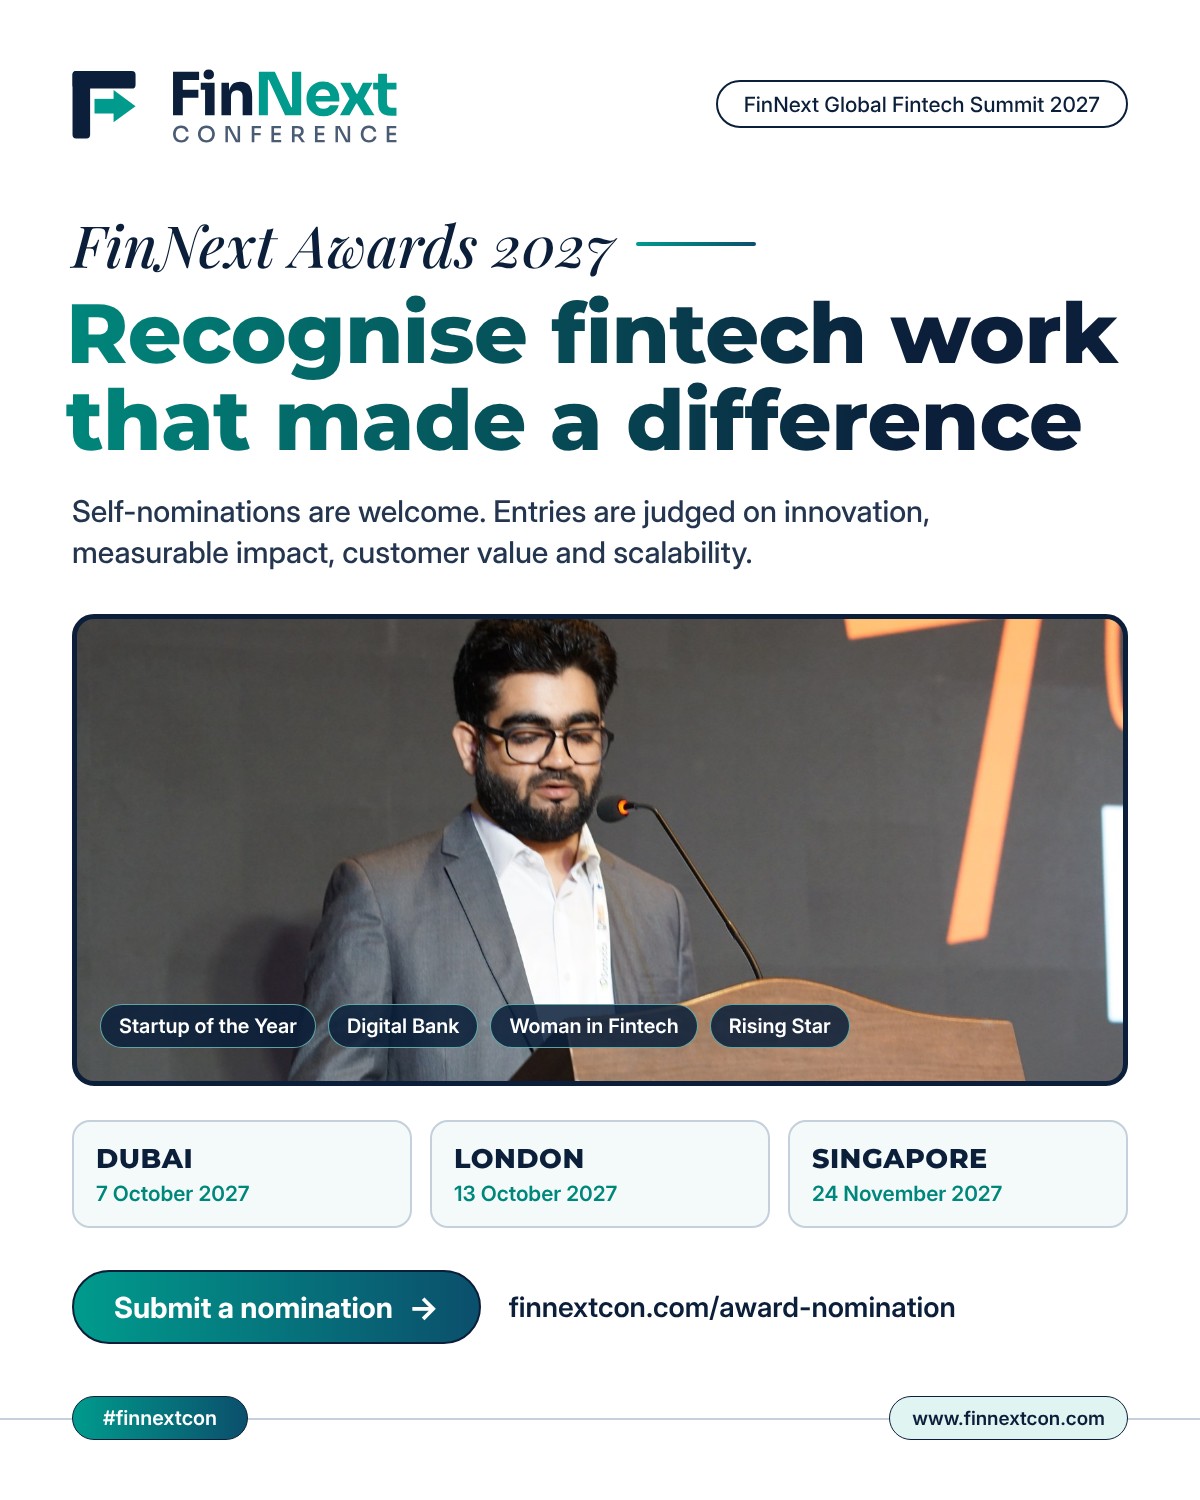 FinNext
CONFERENCE
FinNext Global Fintech Summit 2027
FinNext Awards 2027
Recognise fintech work
that made a difference
Self-nominations are welcome. Entries are judged on innovation,
measurable impact, customer value and scalability.
Startup of the Year
Digital Bank
Woman in Fintech
Rising Star
DUBAI
7 October 2027
LONDON
13 October 2027
SINGAPORE
24 November 2027
Submit a nomination →
finnextcon.com/award-nomination
#finnextcon
www.finnextcon.com